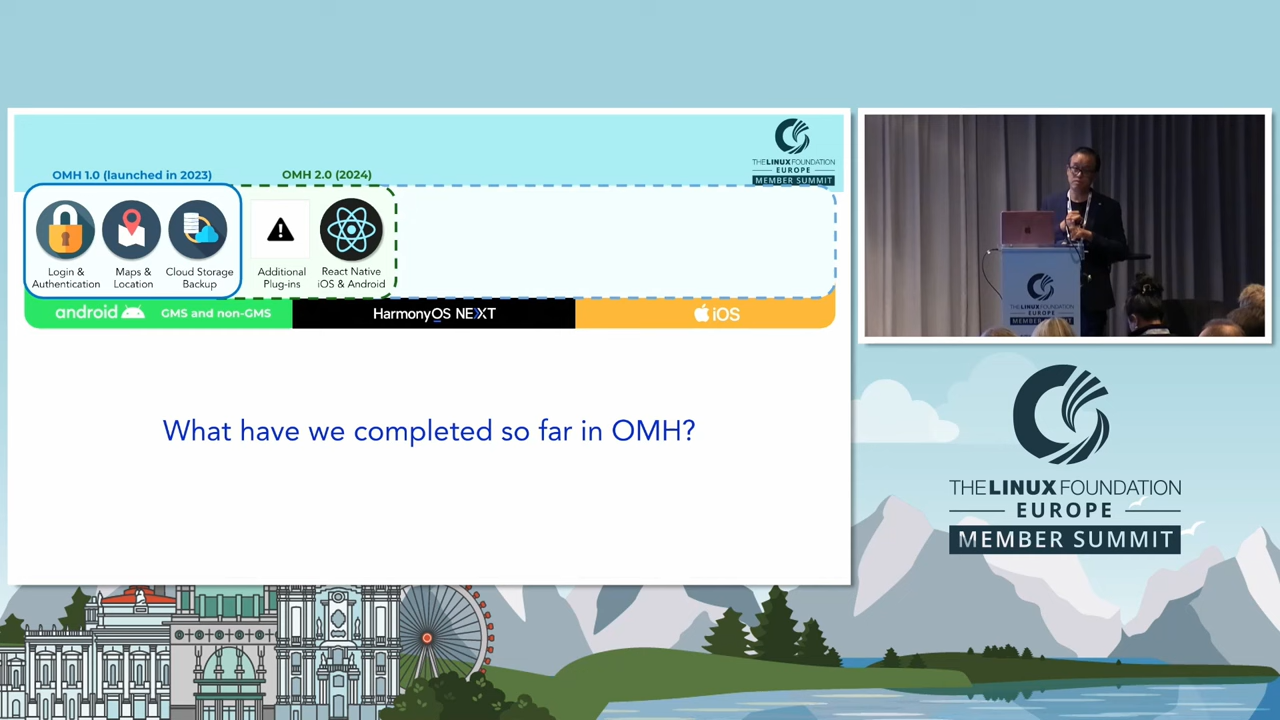 THE LINUX FOUNDATION
EUROPE
MEMBER SUMMIT
OMH 1.0 (launched in 2023)
OMH 2.0 (2024)
Login &
Authentication
Maps &
Location
Cloud Storage
Backup
Additional
Plug-ins
React Native
iOS & Android
android
GMS and non-GMS
HarmonyOS NEXT
iOS
What have we completed so far in OMH?
THE LINUX FOUNDATION
EUROPE
MEMBER SUMMIT
THE LINUX FOUNDATION
EUROPE
MEMBER SUMMIT